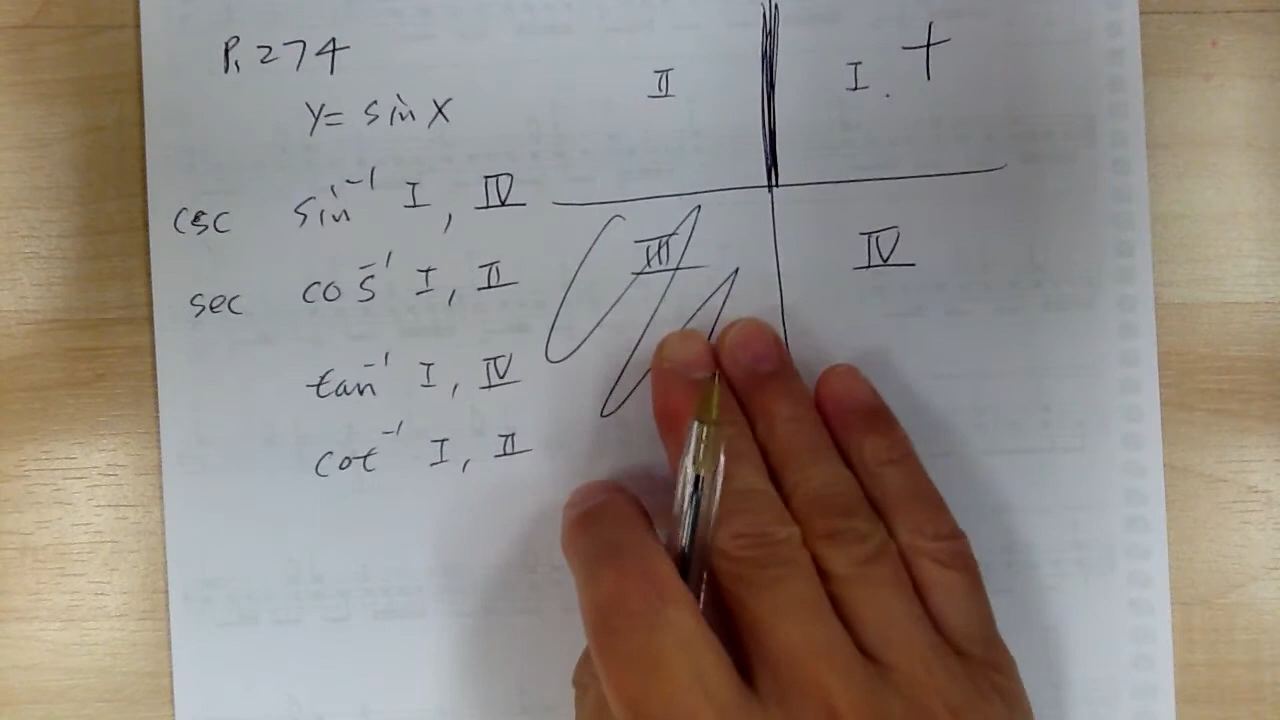 P. 274
y = sin x
csc sin⁻¹ I, IV
sec cos⁻¹ I, II
tan⁻¹ I, IV
cot⁻¹ I, II
II
I. +
III
IV